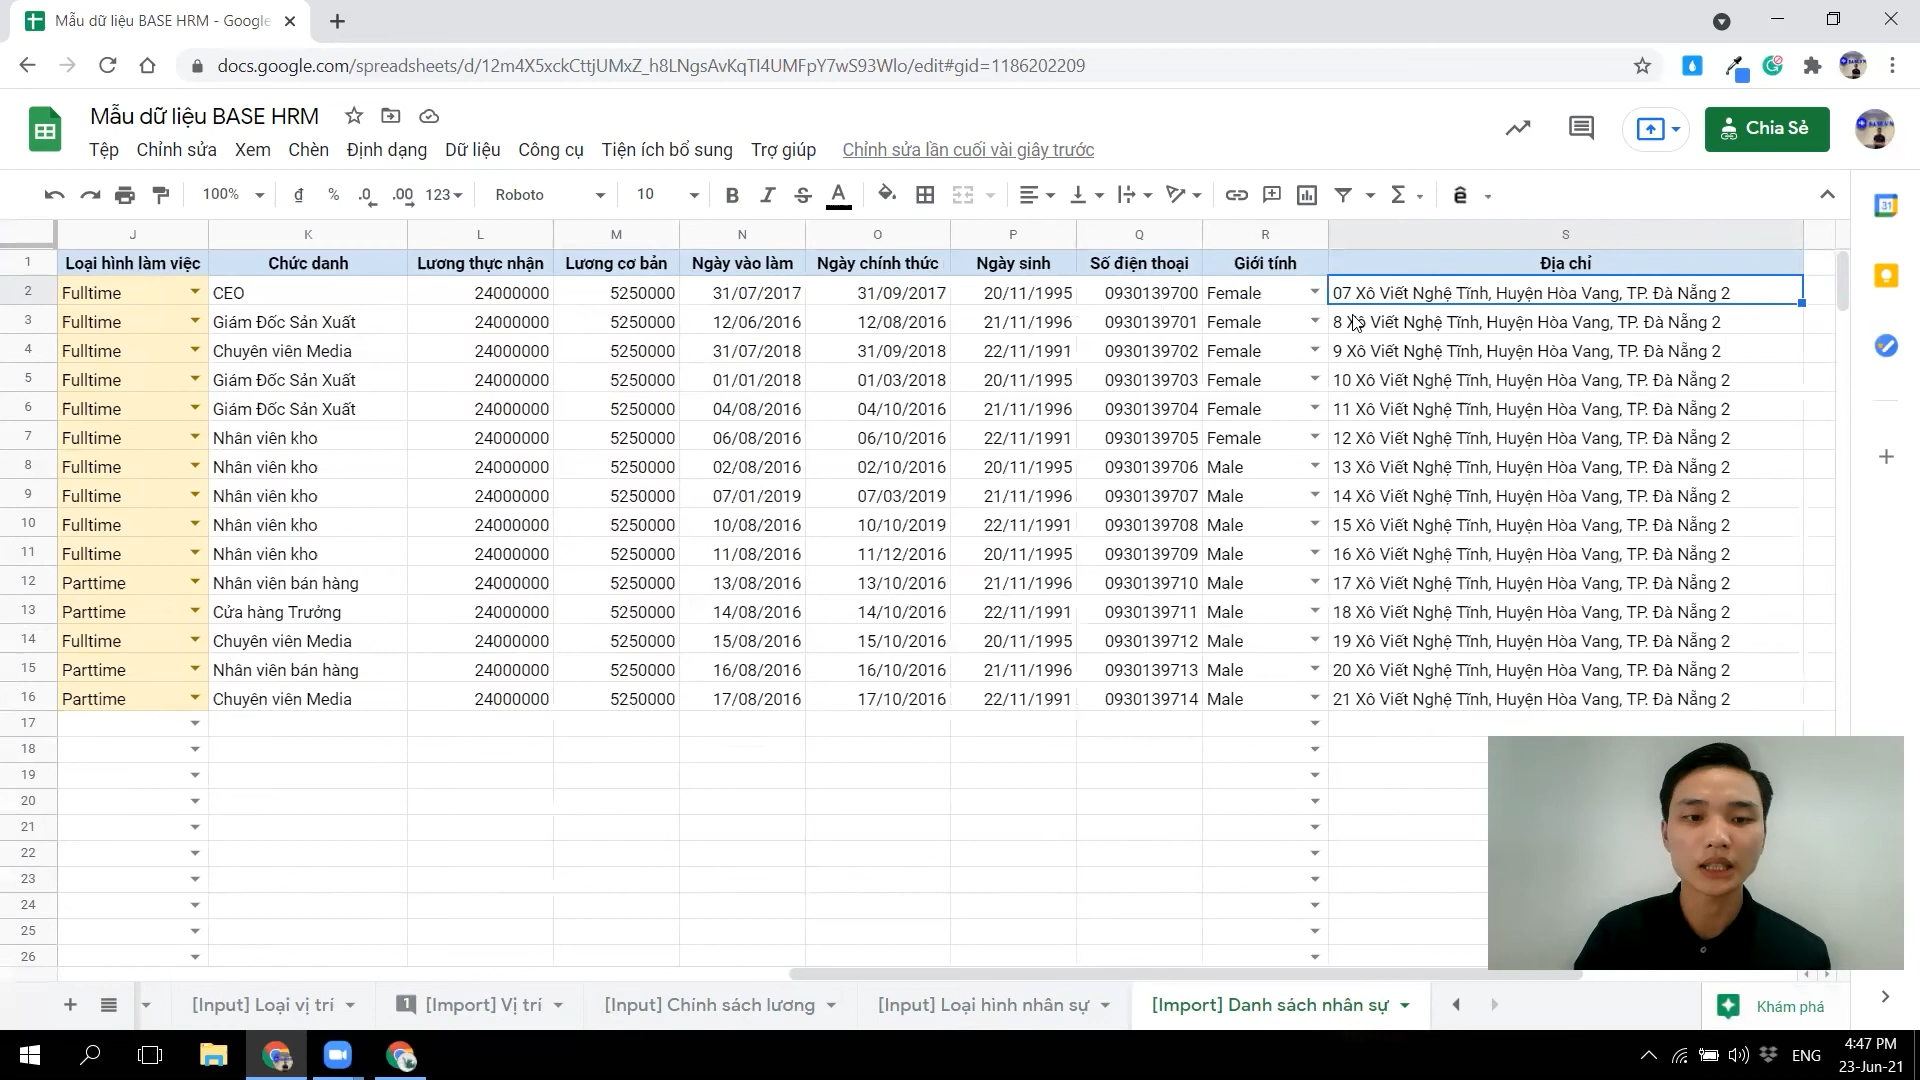 Mẫu dữ liệu BASE HRM - Google
docs.google.com/spreadsheets/d/12m4X5xckCttjUMxZ_h8LNgsAvKqTI4UMFpY7wS93Wlo/edit#gid=1186202209
Mẫu dữ liệu BASE HRM
Chia Sẻ
Tệp Chỉnh sửa Xem Chèn Định dạng Dữ liệu Công cụ Tiện ích bổ sung Trợ giúp Chỉnh sửa lần cuối vài giây trước
100% đ % .0 .00 123 Roboto 10 B I S A Σ ê
J K L M N O P Q R S
1 Loại hình làm việc Chức danh Lương thực nhận Lương cơ bản Ngày vào làm Ngày chính thức Ngày sinh Số điện thoại Giới tính Địa chỉ
2 Fulltime CEO 24000000 5250000 31/07/2017 31/09/2017 20/11/1995 0930139700 Female 07 Xô Viết Nghệ Tĩnh, Huyện Hòa Vang, TP. Đà Nẵng 2
3 Fulltime Giám Đốc Sản Xuất 24000000 5250000 12/06/2016 12/08/2016 21/11/1996 0930139701 Female 8 Xô Viết Nghệ Tĩnh, Huyện Hòa Vang, TP. Đà Nẵng 2
4 Fulltime Chuyên viên Media 24000000 5250000 31/07/2018 31/09/2018 22/11/1991 0930139702 Female 9 Xô Viết Nghệ Tĩnh, Huyện Hòa Vang, TP. Đà Nẵng 2
5 Fulltime Giám Đốc Sản Xuất 24000000 5250000 01/01/2018 01/03/2018 20/11/1995 0930139703 Female 10 Xô Viết Nghệ Tĩnh, Huyện Hòa Vang, TP. Đà Nẵng 2
6 Fulltime Giám Đốc Sản Xuất 24000000 5250000 04/08/2016 04/10/2016 21/11/1996 0930139704 Female 11 Xô Viết Nghệ Tĩnh, Huyện Hòa Vang, TP. Đà Nẵng 2
7 Fulltime Nhân viên kho 24000000 5250000 06/08/2016 06/10/2016 22/11/1991 0930139705 Female 12 Xô Viết Nghệ Tĩnh, Huyện Hòa Vang, TP. Đà Nẵng 2
8 Fulltime Nhân viên kho 24000000 5250000 02/08/2016 02/10/2016 20/11/1995 0930139706 Male 13 Xô Viết Nghệ Tĩnh, Huyện Hòa Vang, TP. Đà Nẵng 2
9 Fulltime Nhân viên kho 24000000 5250000 07/01/2019 07/03/2019 21/11/1996 0930139707 Male 14 Xô Viết Nghệ Tĩnh, Huyện Hòa Vang, TP. Đà Nẵng 2
10 Fulltime Nhân viên kho 24000000 5250000 10/08/2016 10/10/2019 22/11/1991 0930139708 Male 15 Xô Viết Nghệ Tĩnh, Huyện Hòa Vang, TP. Đà Nẵng 2
11 Fulltime Nhân viên kho 24000000 5250000 11/08/2016 11/12/2016 20/11/1995 0930139709 Male 16 Xô Viết Nghệ Tĩnh, Huyện Hòa Vang, TP. Đà Nẵng 2
12 Parttime Nhân viên bán hàng 24000000 5250000 13/08/2016 13/10/2016 21/11/1996 0930139710 Male 17 Xô Viết Nghệ Tĩnh, Huyện Hòa Vang, TP. Đà Nẵng 2
13 Parttime Cửa hàng Trưởng 24000000 5250000 14/08/2016 14/10/2016 22/11/1991 0930139711 Male 18 Xô Viết Nghệ Tĩnh, Huyện Hòa Vang, TP. Đà Nẵng 2
14 Fulltime Chuyên viên Media 24000000 5250000 15/08/2016 15/10/2016 20/11/1995 0930139712 Male 19 Xô Viết Nghệ Tĩnh, Huyện Hòa Vang, TP. Đà Nẵng 2
15 Parttime Nhân viên bán hàng 24000000 5250000 16/08/2016 16/10/2016 21/11/1996 0930139713 Male 20 Xô Viết Nghệ Tĩnh, Huyện Hòa Vang, TP. Đà Nẵng 2
16 Parttime Chuyên viên Media 24000000 5250000 17/08/2016 17/10/2016 22/11/1991 0930139714 Male 21 Xô Viết Nghệ Tĩnh, Huyện Hòa Vang, TP. Đà Nẵng 2
17
18
19
20
21
22
23
24
25
26
[Input] Loại vị trí 1 [Import] Vị trí [Input] Chính sách lương [Input] Loại hình nhân sự [Import] Danh sách nhân sự Khám phá
ENG 4:47 PM
23-Jun-21